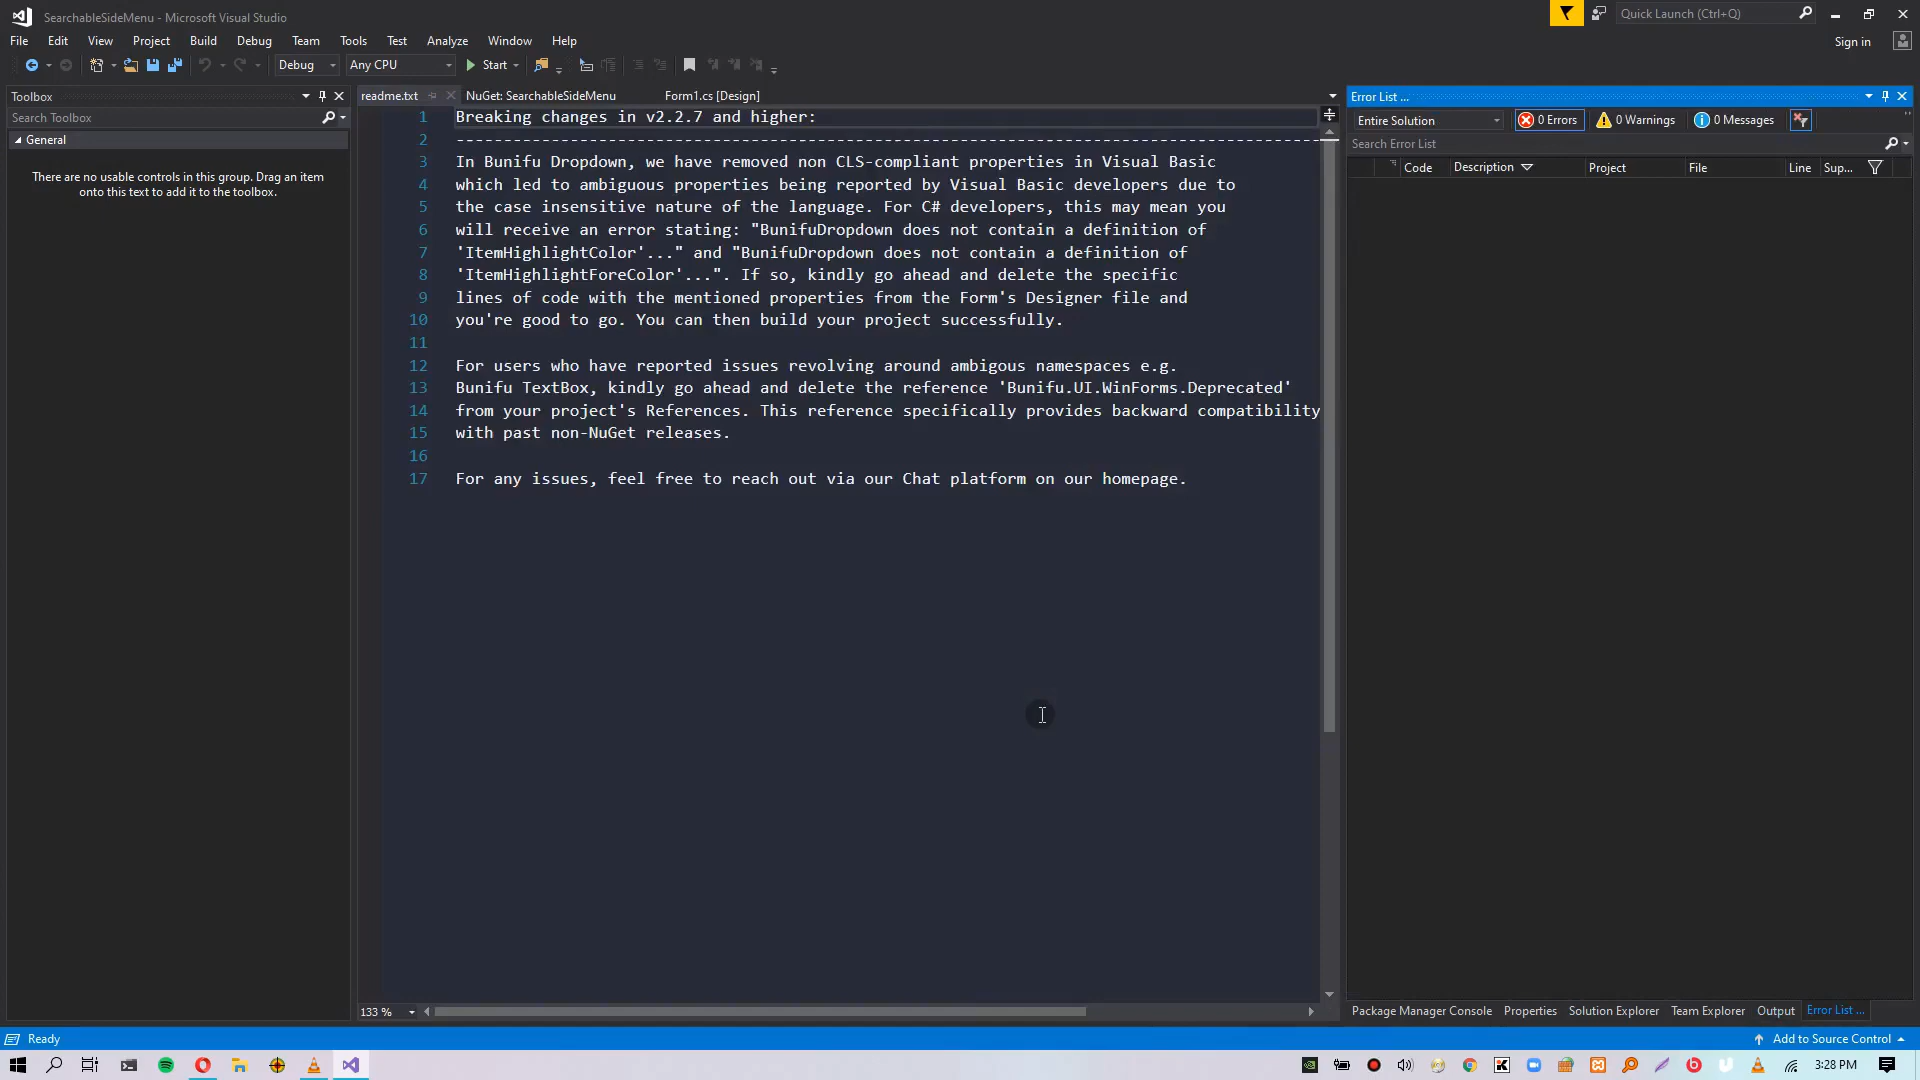 SearchableSideMenu - Microsoft Visual Studio
Quick Launch (Ctrl+Q)
File Edit View Project Build Debug Team Tools Test Analyze Window Help
Sign in
Debug Any CPU Start
Toolbox
readme.txt NuGet: SearchableSideMenu Form1.cs [Design]
Error List ...
Search Toolbox
General
There are no usable controls in this group. Drag an item
onto this text to add it to the toolbox.
1 Breaking changes in v2.2.7 and higher:
2 -------------------------------------------------------------------------------------------
3 In Bunifu Dropdown, we have removed non CLS-compliant properties in Visual Basic
4 which led to ambiguous properties being reported by Visual Basic developers due to
5 the case insensitive nature of the language. For C# developers, this may mean you
6 will receive an error stating: "BunifuDropdown does not contain a definition of
7 'ItemHighlightColor'..." and "BunifuDropdown does not contain a definition of
8 'ItemHighlightForeColor'...". If so, kindly go ahead and delete the specific
9 lines of code with the mentioned properties from the Form's Designer file and
10 you're good to go. You can then build your project successfully.
11
12 For users who have reported issues revolving around ambigous namespaces e.g.
13 Bunifu TextBox, kindly go ahead and delete the reference 'Bunifu.UI.WinForms.Deprecated'
14 from your project's References. This reference specifically provides backward compatibility
15 with past non-NuGet releases.
16
17 For any issues, feel free to reach out via our Chat platform on our homepage.
Entire Solution 0 Errors 0 Warnings 0 Messages
Search Error List
Code Description Project File Line Sup...
133 %
Package Manager Console Properties Solution Explorer Team Explorer Output Error List ...
Ready
Add to Source Control
3:28 PM